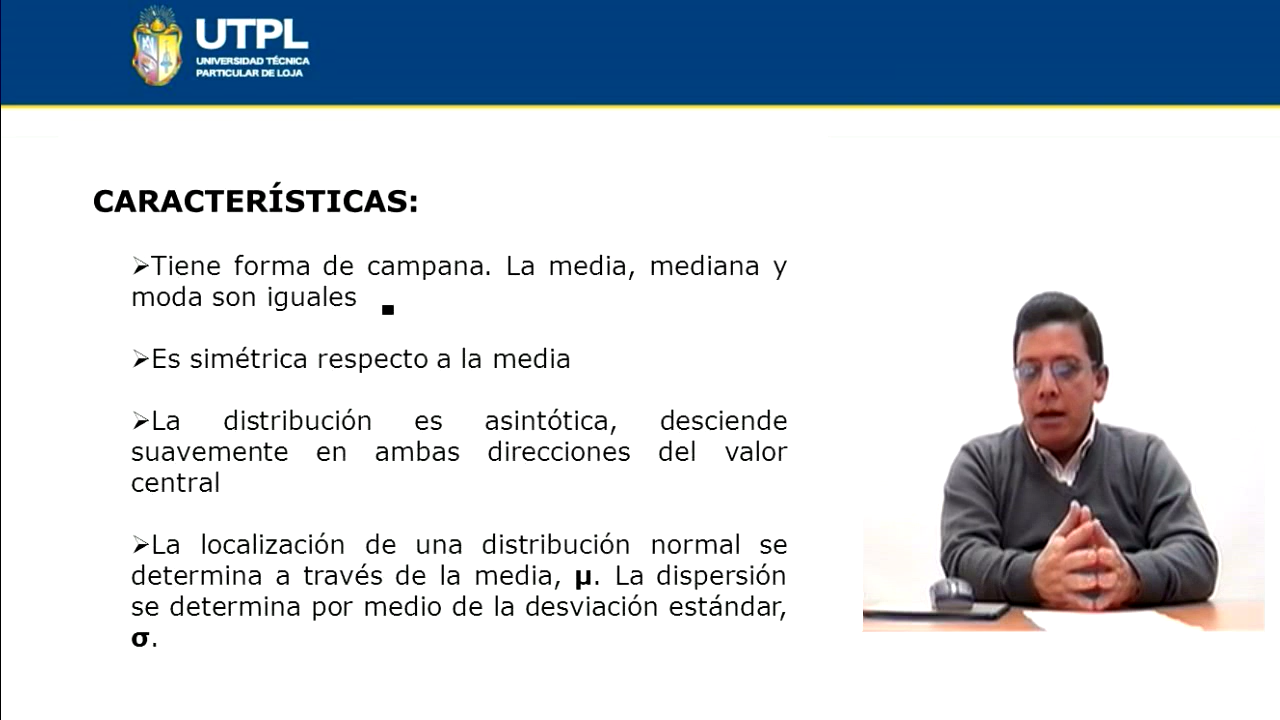 UTPL
UNIVERSIDAD TÉCNICA
PARTICULAR DE LOJA
CARACTERÍSTICAS:
➢Tiene forma de campana. La media, mediana y
moda son iguales
➢Es simétrica respecto a la media
➢La distribución es asintótica, desciende
suavemente en ambas direcciones del valor
central
➢La localización de una distribución normal se
determina a través de la media, μ. La dispersión
se determina por medio de la desviación estándar,
σ.